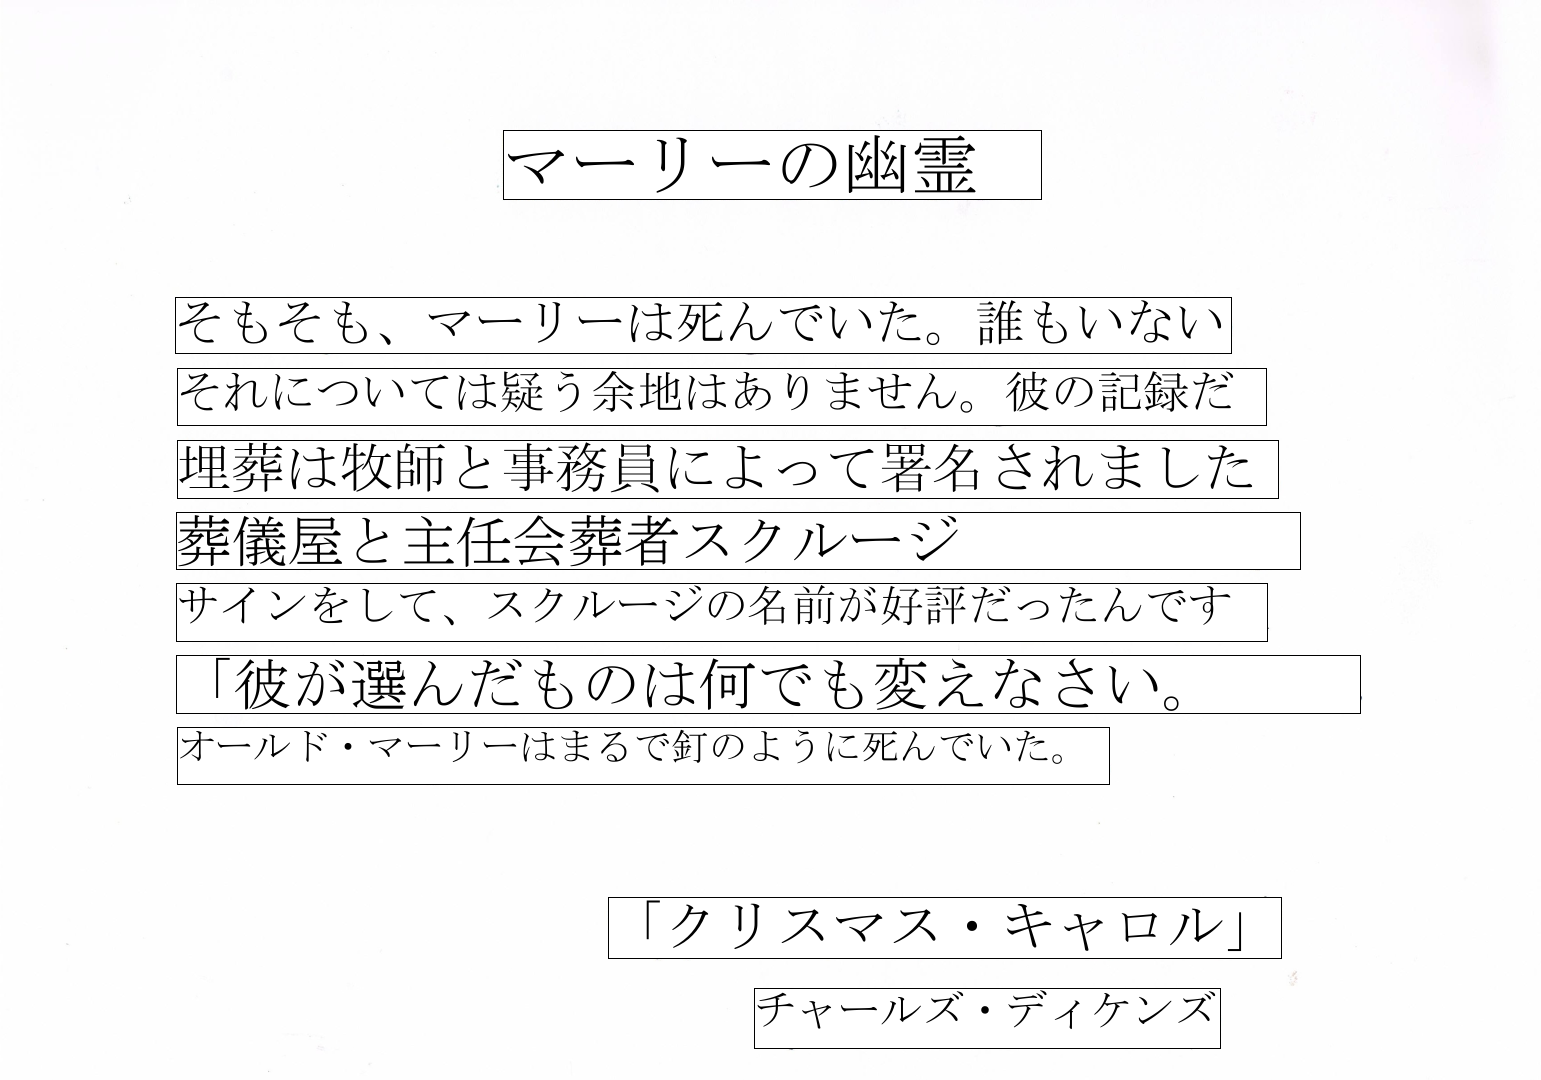 マーリーの幽霊
そもそも、マーリーは死んでいた。誰もいない
それについては疑う余地はありません。彼の記録だ
埋葬は牧師と事務員によって署名されました
葬儀屋と主任会葬者スクルージ
サインをして、スクルージの名前が好評だったんです
「彼が選んだものは何でも変えなさい。
オールド・マーリーはまるで釘のように死んでいた。
「クリスマス・キャロル」
チャールズ・ディケンズ